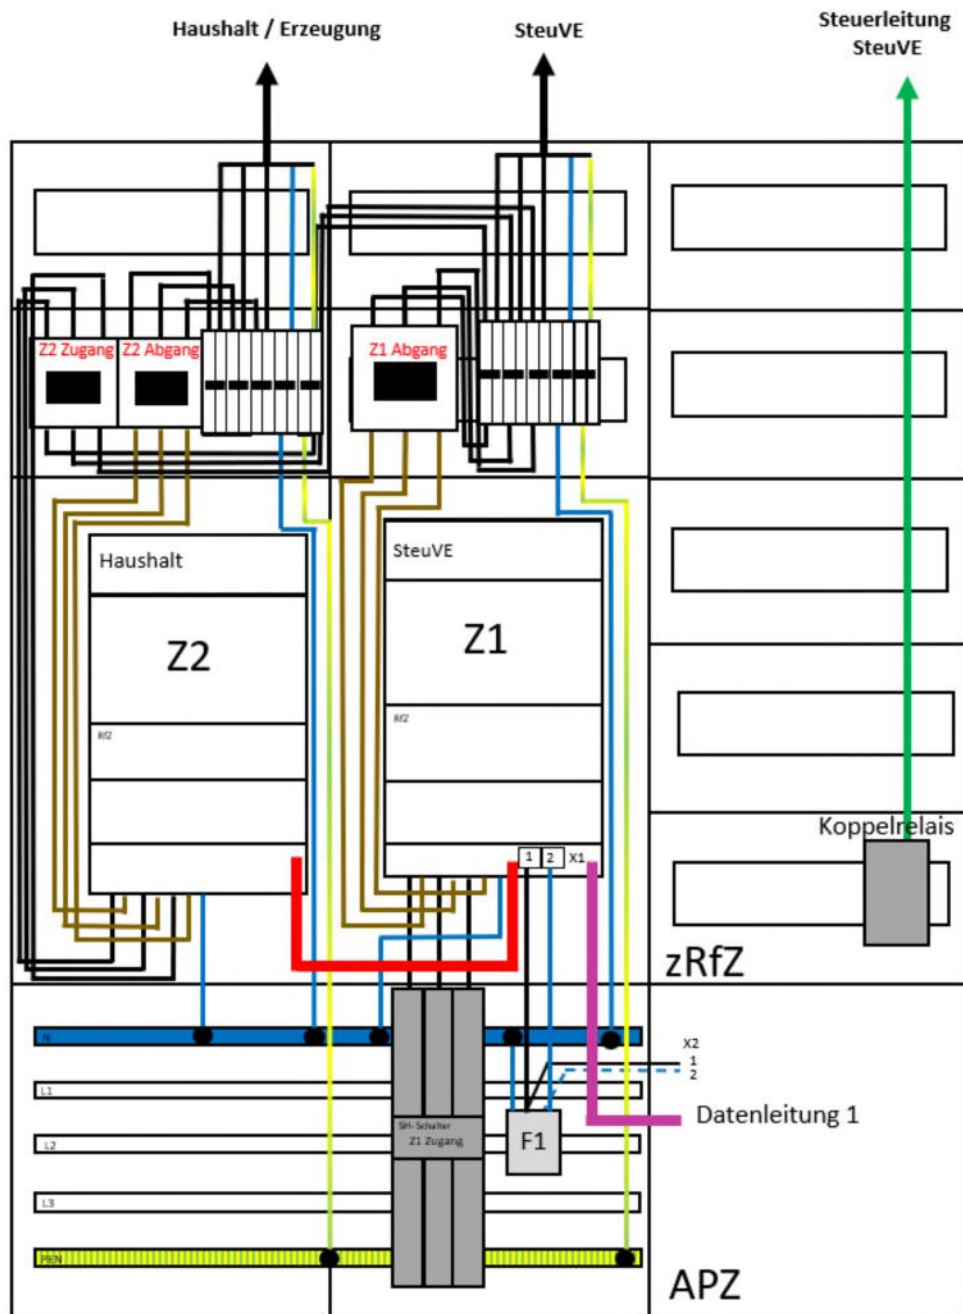 Haushalt / Erzeugung
SteuVE
Steuerleitung
SteuVE
Z2 Zugang
Z2 Abgang
Z1 Abgang
Haushalt
Z2
RfZ
SteuVE
Z1
RfZ
1
2
X1
Koppelrelais
zRfZ
N
X2
1
2
L1
Datenleitung 1
SH-Schalter
Z1 Zugang
F1
L2
L3
PEN
APZ